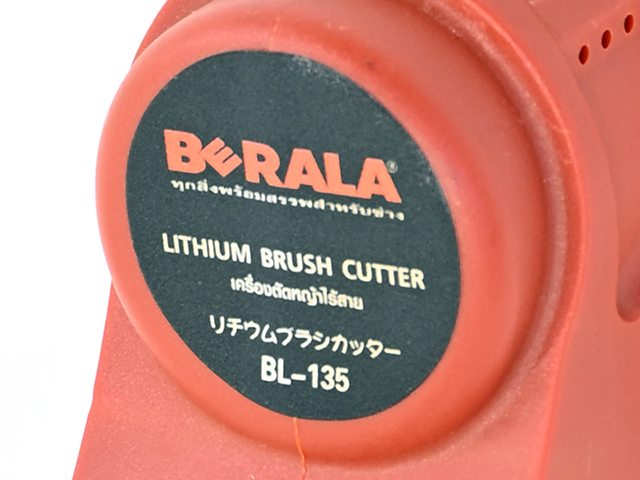 BERALA®
ทุกสิ่งพร้อมสรรพสำหรับช่าง
LITHIUM BRUSH CUTTER
เครื่องตัดหญ้าไร้สาย
リチウムブラシカッター
BL-135